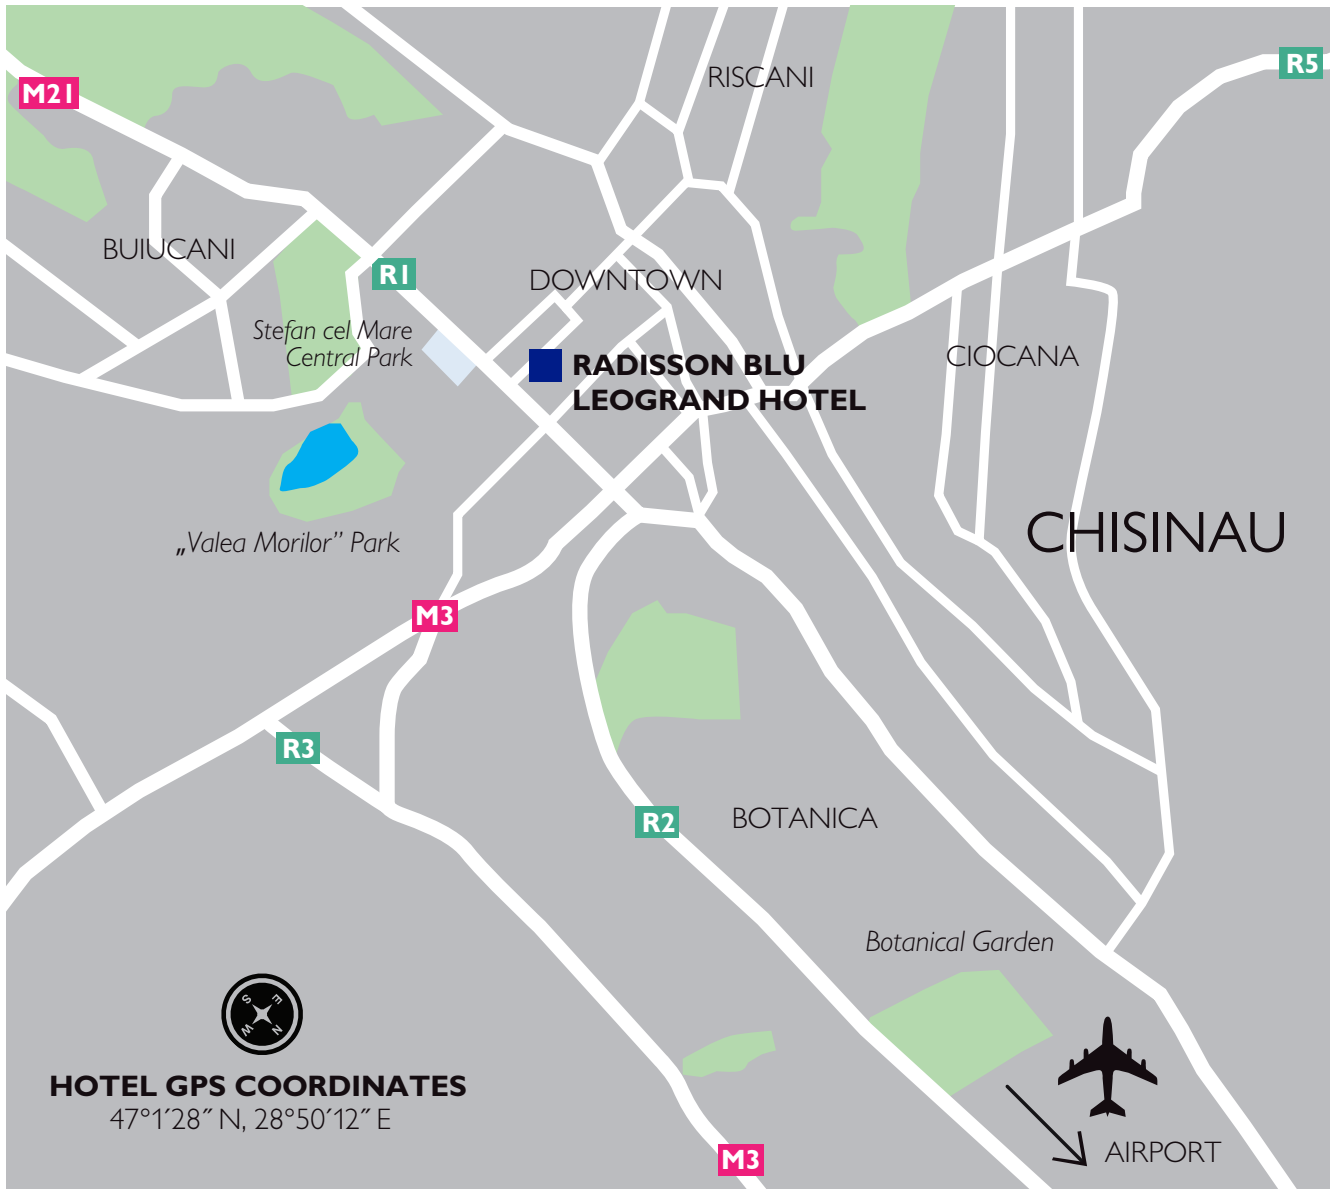 RISCANI
R5
M21
BUIUCANI
R1
DOWNTOWN
Stefan cel Mare
Central Park
RADISSON BLU
LEOGRAND HOTEL
CIOCANA
CHISINAU
„Valea Morilor” Park
M3
R3
R2
BOTANICA
Botanical Garden
S E
W N
HOTEL GPS COORDINATES
47°1′28″ N, 28°50′12″ E
AIRPORT
M3